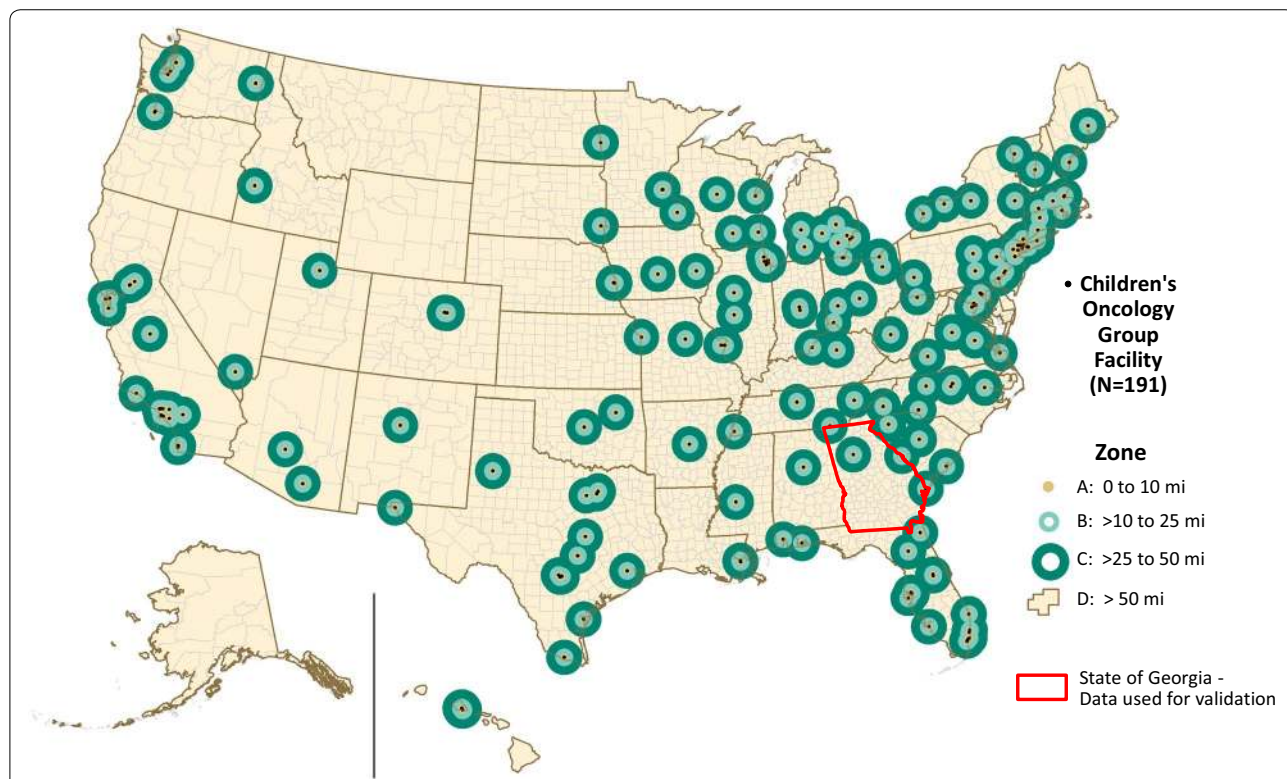 • Children's
Oncology
Group
Facility
(N=191)
Zone
A: 0 to 10 mi
B: >10 to 25 mi
C: >25 to 50 mi
D: > 50 mi
State of Georgia -
Data used for validation